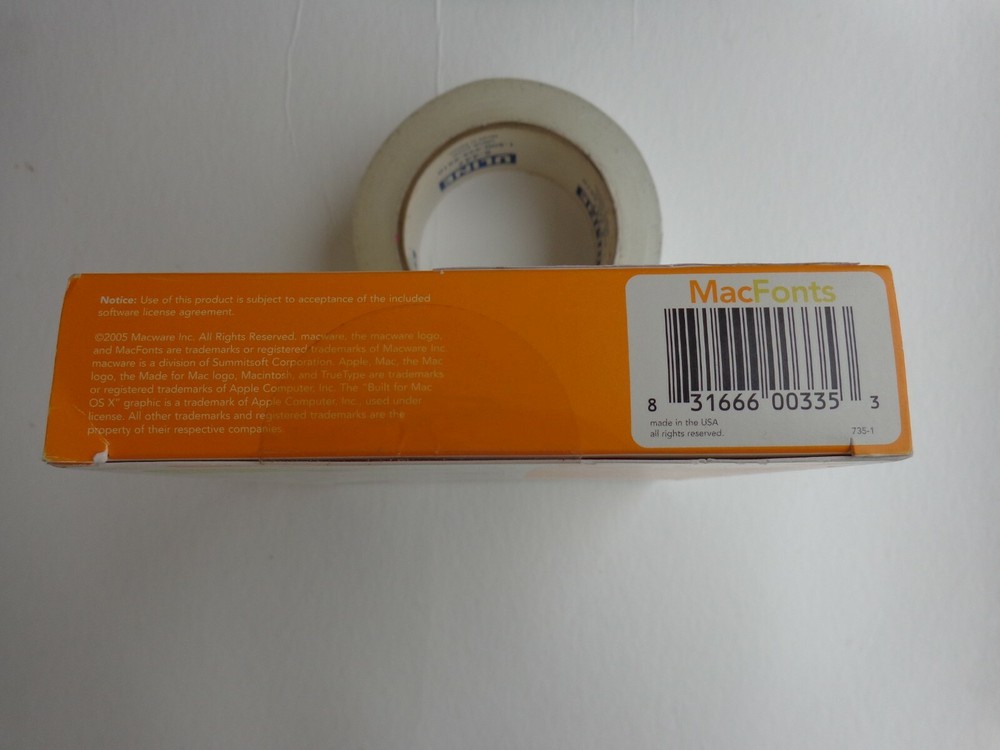 ULINE
Notice: Use of this product is subject to acceptance of the included
software license agreement.
©2005 Macware Inc. All Rights Reserved. macware, the macware logo,
and MacFonts are trademarks or registered trademarks of Macware Inc.
macware is a division of Summitsoft Corporation. Apple, Mac, the Mac
logo, the Made for Mac logo, Macintosh, and TrueType are trademarks
or registered trademarks of Apple Computer, Inc. The "Built for Mac
OS X" graphic is a trademark of Apple Computer, Inc., used under
license. All other trademarks and registered trademarks are the
property of their respective companies.
MacFonts
8 31666 00335 3
made in the USA
all rights reserved.
735-1